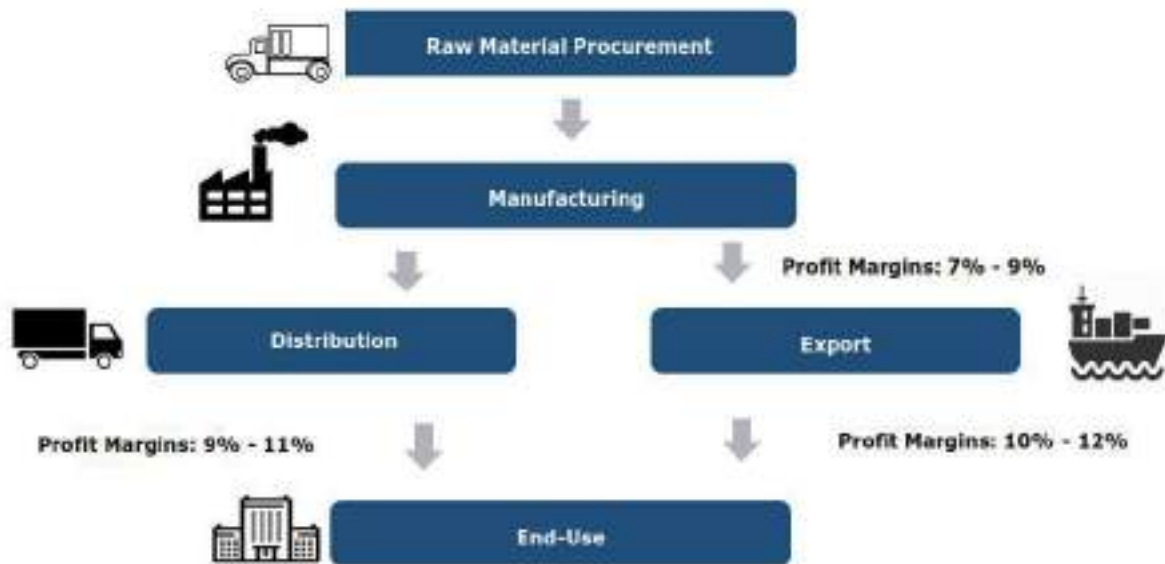 Raw Material Procurement
Manufacturing
Profit Margins: 7% - 9%
Distribution
Export
Profit Margins: 9% - 11%
Profit Margins: 10% - 12%
End-Use